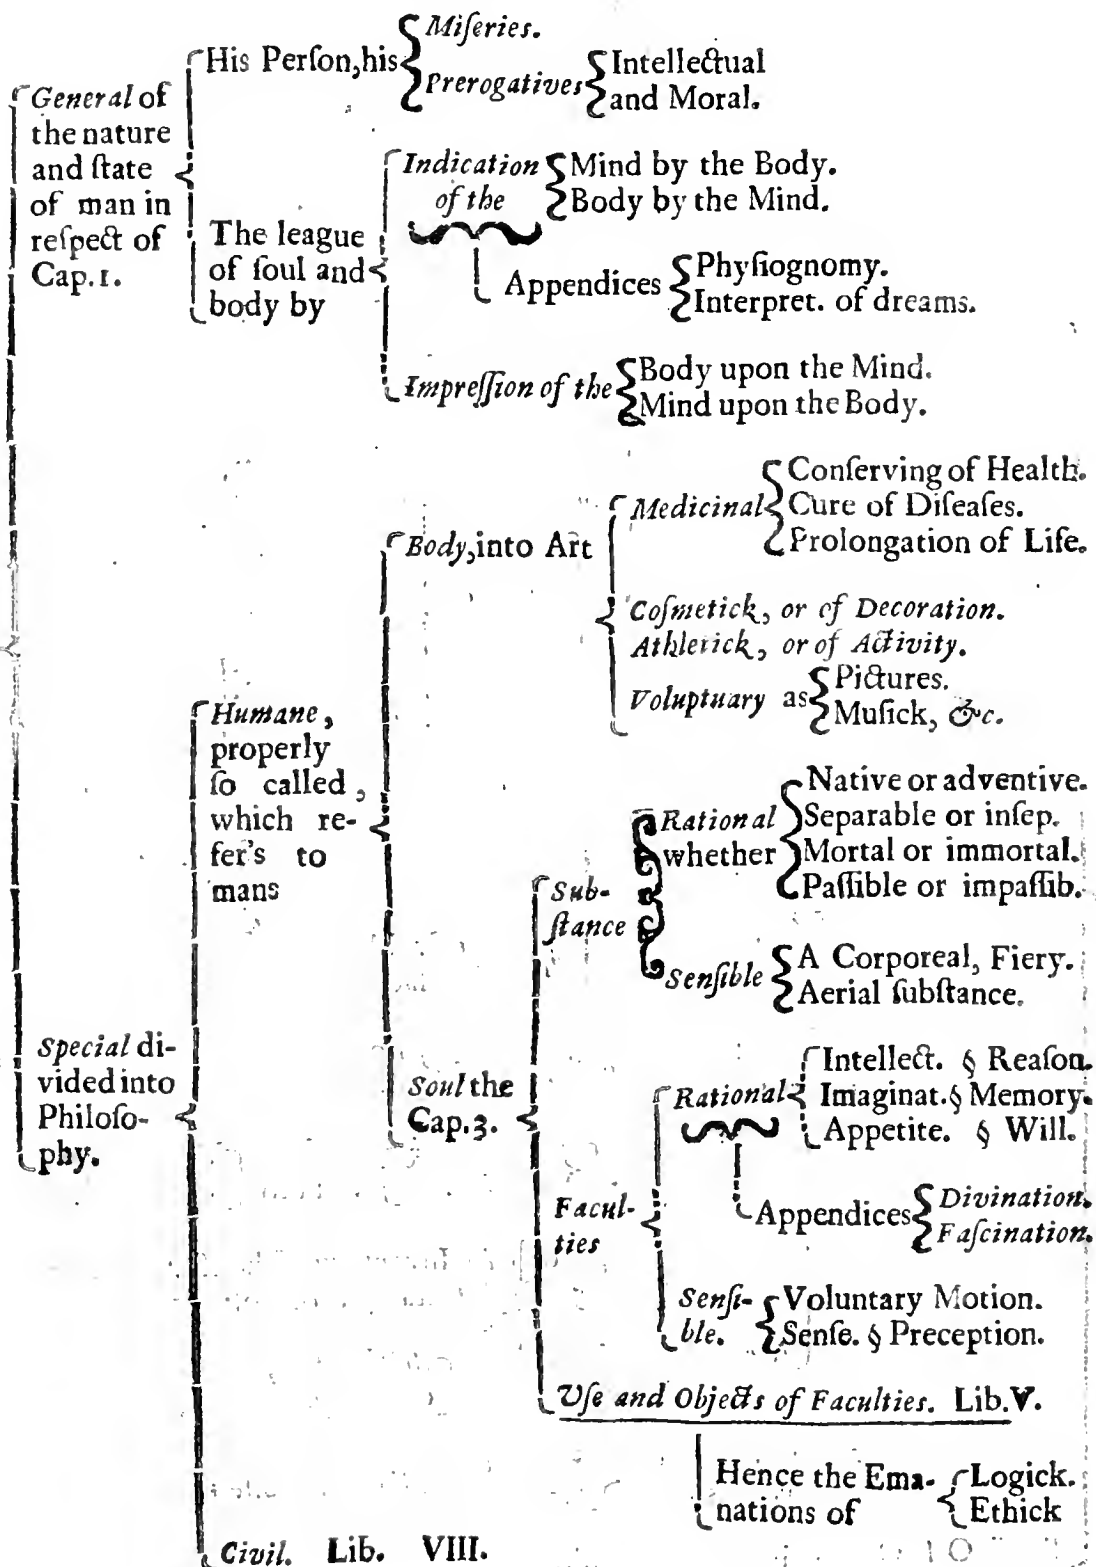 His Perſon, his
Miſeries.
Prerogatives
Intellectual
and Moral.
General of
the nature
and ſtate
of man in
reſpect of
Cap. 1.
The league
of ſoul and
body by
Indication
of the
Mind by the Body.
Body by the Mind.
Appendices
Phyſiognomy.
Interpret. of dreams.
Impreſſion of the
Body upon the Mind.
Mind upon the Body.
Special di-
vided into
Philoſo-
phy.
Humane,
properly
ſo called,
which re-
fer's to
mans
Body, into Art
Medicinal
Conſerving of Health.
Cure of Diſeaſes.
Prolongation of Life.
Coſmetick, or of Decoration.
Athletick, or of Activity.
Voluptuary as
Pictures.
Muſick, &c.
Soul the
Cap. 3.
Sub-
ſtance
Rational
whether
Native or adventive.
Separable or inſep.
Mortal or immortal.
Paſſible or impaſſib.
Senſible
A Corporeal, Fiery.
Aerial ſubſtance.
Facul-
ties
Rational
Intellect. § Reaſon.
Imaginat. § Memory.
Appetite. § Will.
Appendices
Divination.
Faſcination.
Senſi-
ble.
Voluntary Motion.
Senſe. § Preception.
Vſe and Objects of Faculties. Lib. V.
Hence the Ema-
nations of
Logick.
Ethick
Civil. Lib. VIII.